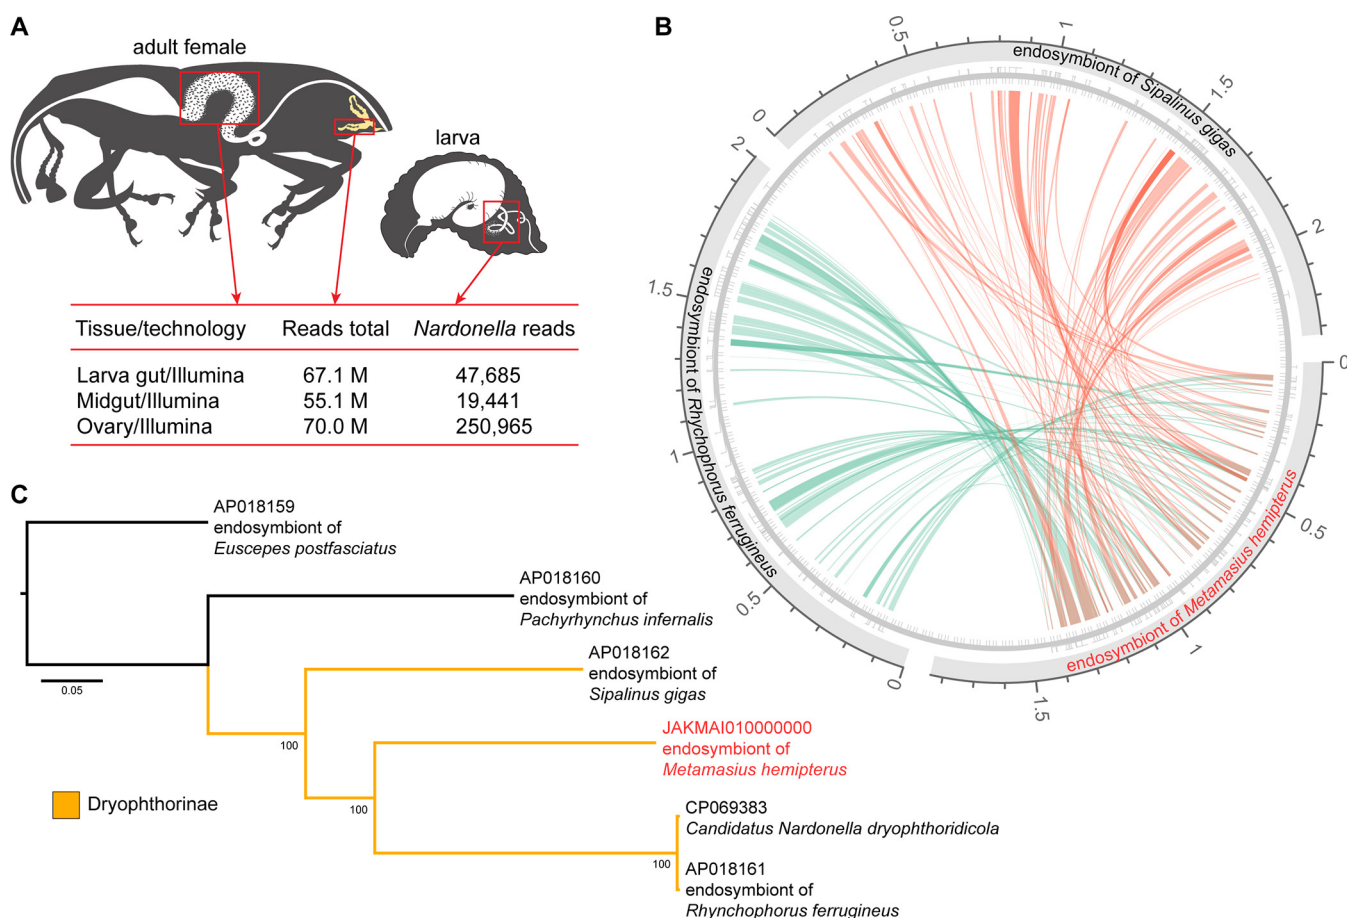 A
adult female
larva
Tissue/technology Reads total Nardonella reads
Larva gut/Illumina 67.1 M 47,685
Midgut/Illumina 55.1 M 19,441
Ovary/Illumina 70.0 M 250,965
B
0
0.5
1
1.5
2
endosymbiont of Sipalinus gigas
0
0.5
1
1.5
endosymbiont of Metamasius hemipterus
0
0.5
1
1.5
2
endosymbiont of Rhychophorus ferrugineus
C
AP018159
endosymbiont of
Euscepes postfasciatus
AP018160
endosymbiont of
Pachyrhynchus infernalis
AP018162
endosymbiont of
Sipalinus gigas
0.05
100
JAKMAI010000000
endosymbiont of
Metamasius hemipterus
100
Dryophthorinae
CP069383
Candidatus Nardonella dryophthoridicola
100
AP018161
endosymbiont of
Rhynchophorus ferrugineus